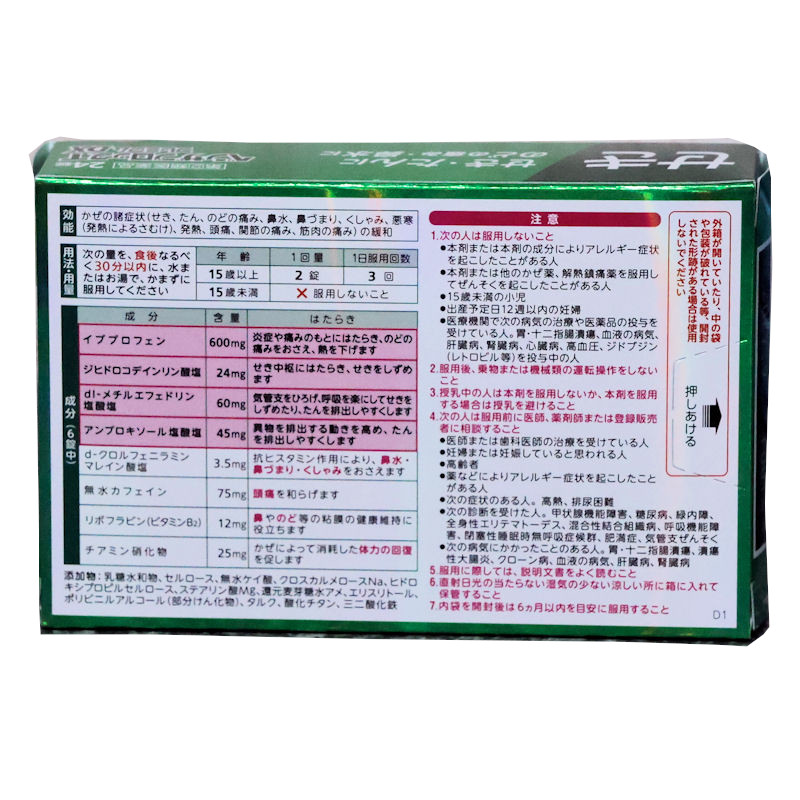 せき
せき・たんに
第②類医薬品
24錠
効能
かぜの諸症状(せき、たん、のどの痛み、鼻水、鼻づまり、くしゃみ、悪寒
(発熱によるさむけ)、発熱、頭痛、関節の痛み、筋肉の痛み)の緩和
用法・用量
次の量を、食後なるべ
く30分以内に、水ま
たはお湯で、かまずに
服用してください
年齢 1回量 1日服用回数
15歳以上 2錠 3回
15歳未満 × 服用しないこと
成分(6錠中)
成分 含量 はたらき
イブプロフェン 600mg 炎症や痛みのもとにはたらき、のどの
痛みをおさえ、熱を下げます
ジヒドロコデインリン酸塩 24mg せき中枢にはたらき、せきをしずめ
ます
dl-メチルエフェドリン
塩酸塩 60mg 気管支をひろげ、呼吸を楽にしてせきを
しずめたり、たんを排出しやすくします
アンブロキソール塩酸塩 45mg 異物を排出する動きを高め、たん
を排出しやすくします
d-クロルフェニラミン
マレイン酸塩 3.5mg 抗ヒスタミン作用により、鼻水・
鼻づまり・くしゃみをおさえます
無水カフェイン 75mg 頭痛を和らげます
リボフラビン(ビタミンB₂) 12mg 鼻やのど等の粘膜の健康維持に
役立ちます
チアミン硝化物 25mg かぜによって消耗した体力の回復
を促します
添加物:乳糖水和物、セルロース、無水ケイ酸、クロスカルメロースNa、ヒドロ
キシプロピルセルロース、ステアリン酸Mg、還元麦芽糖水アメ、エリスリトール、
ポリビニルアルコール(部分けん化物)、タルク、酸化チタン、三二酸化鉄
注意
1.次の人は服用しないこと
●本剤または本剤の成分によりアレルギー症状
を起こしたことがある人
●本剤または他のかぜ薬、解熱鎮痛薬を服用し
てぜんそくを起こしたことがある人
●15歳未満の小児
●出産予定日12週以内の妊婦
●医療機関で次の病気の治療や医薬品の投与を
受けている人。胃・十二指腸潰瘍、血液の病気、
肝臓病、腎臓病、心臓病、高血圧、ジドブジン
(レトロビル等)を投与中の人
2.服用後、乗物または機械類の運転操作をしない
こと
3.授乳中の人は本剤を服用しないか、本剤を服用
する場合は授乳を避けること
4.次の人は服用前に医師、薬剤師または登録販売
者に相談すること
●医師または歯科医師の治療を受けている人
●妊婦または妊娠していると思われる人
●高齢者
●薬などによりアレルギー症状を起こしたこと
がある人
●次の症状のある人。高熱、排尿困難
●次の診断を受けた人。甲状腺機能障害、糖尿病、緑内障、
全身性エリテマトーデス、混合性結合組織病、呼吸機能障
害、閉塞性睡眠時無呼吸症候群、肥満症、気管支ぜんそく
●次の病気にかかったことのある人。胃・十二指腸潰瘍、潰瘍
性大腸炎、クローン病、血液の病気、肝臓病、腎臓病
5.服用に際しては、説明文書をよく読むこと
6.直射日光の当たらない湿気の少ない涼しい所に箱に入れて
保管すること
7.内袋を開封後は6ヵ月以内を目安に服用すること
D1
外箱が開いていたり、中の袋
や包装が破れている等、開封
された形跡がある場合は使用
しないでください
押しあける